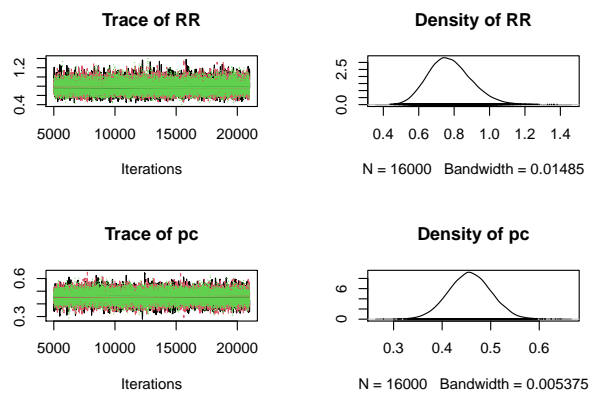 Trace of RR
1.2
0.4
5000 10000 15000 20000
Iterations
Density of RR
2.5
0.0
0.4 0.6 0.8 1.0 1.2 1.4
N = 16000 Bandwidth = 0.01485
Trace of pc
0.6
0.3
5000 10000 15000 20000
Iterations
Density of pc
6
0
0.3 0.4 0.5 0.6
N = 16000 Bandwidth = 0.005375